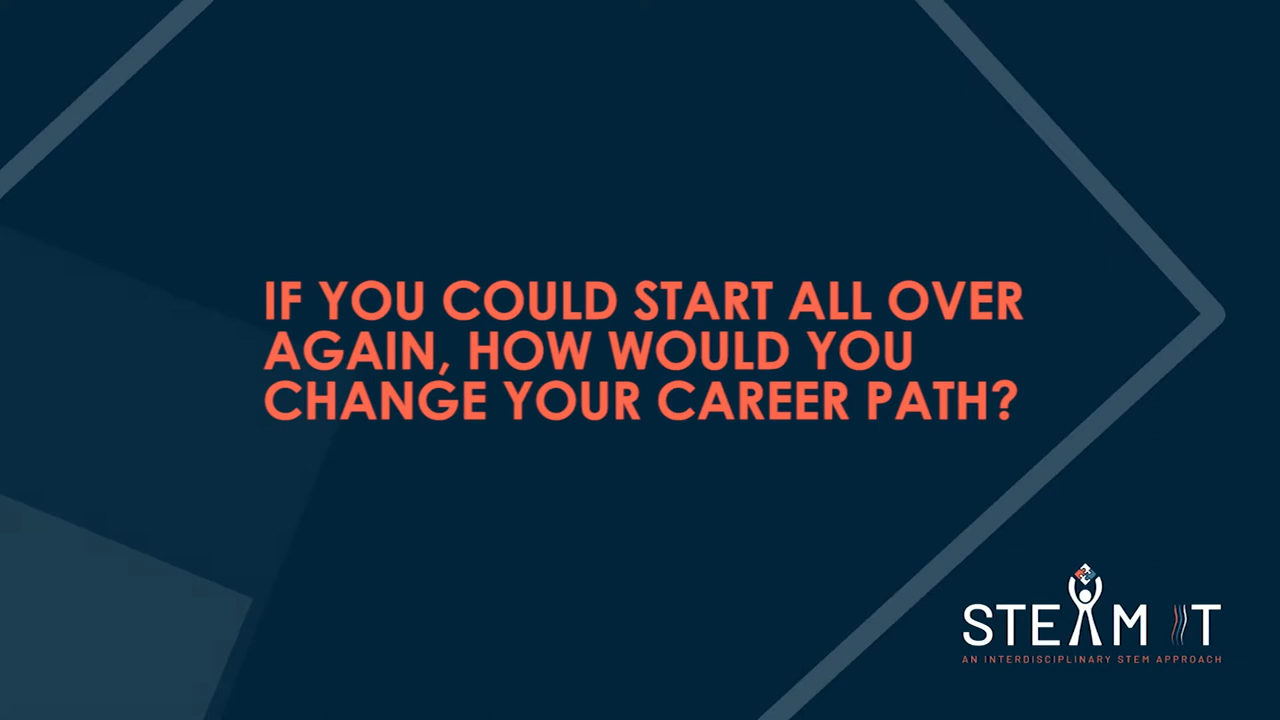 IF YOU COULD START ALL OVER
AGAIN, HOW WOULD YOU
CHANGE YOUR CAREER PATH?
STEAM IT
AN INTERDISCIPLINARY STEM APPROACH